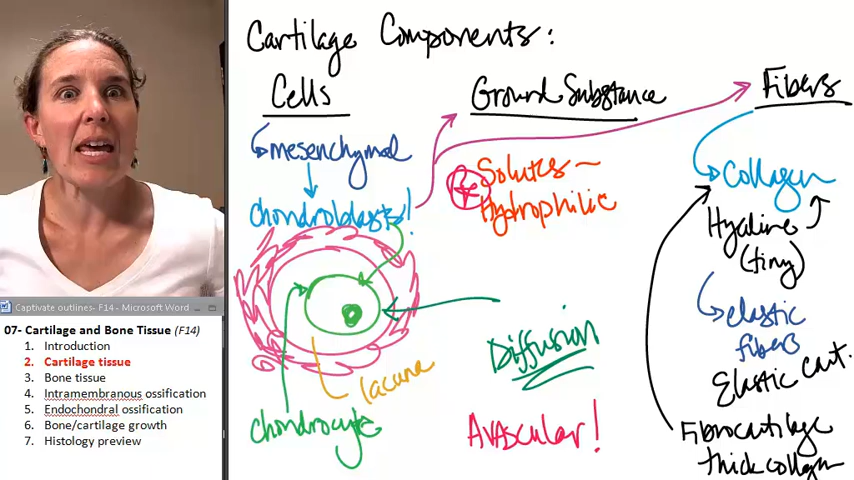 Cartilage Components:
Cells
Ground Substance
Fibers
mesenchymal
chondroblasts!
lacuna
chondrocyte
+
Solutes ~
Hydrophilic
Diffusion
Avascular!
Collagen
Hyaline
(tiny)
elastic
fibers
Elastic cart.
Fibrocartilage
thick collagen
Captivate outlines- F14 - Microsoft Word
07- Cartilage and Bone Tissue (F14)
1. Introduction
2. Cartilage tissue
3. Bone tissue
4. Intramembranous ossification
5. Endochondral ossification
6. Bone/cartilage growth
7. Histology preview